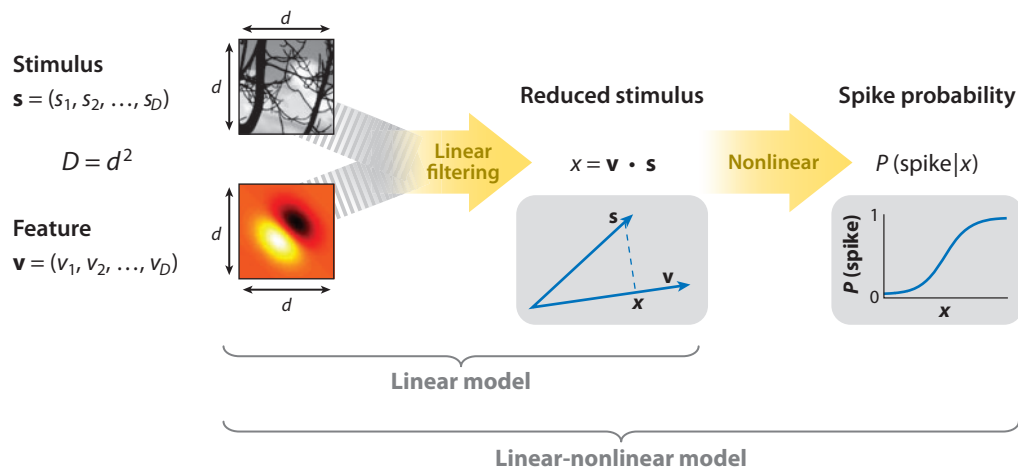 d
d
Stimulus
s = (s1, s2, …, sD)
D = d²
Linear filtering
Reduced stimulus
x = v • s
Nonlinear
Spike probability
P (spike|x)
Feature
v = (v1, v2, …, vD)
d
d
s
v
x
1
0
P (spike)
x
Linear model
Linear-nonlinear model